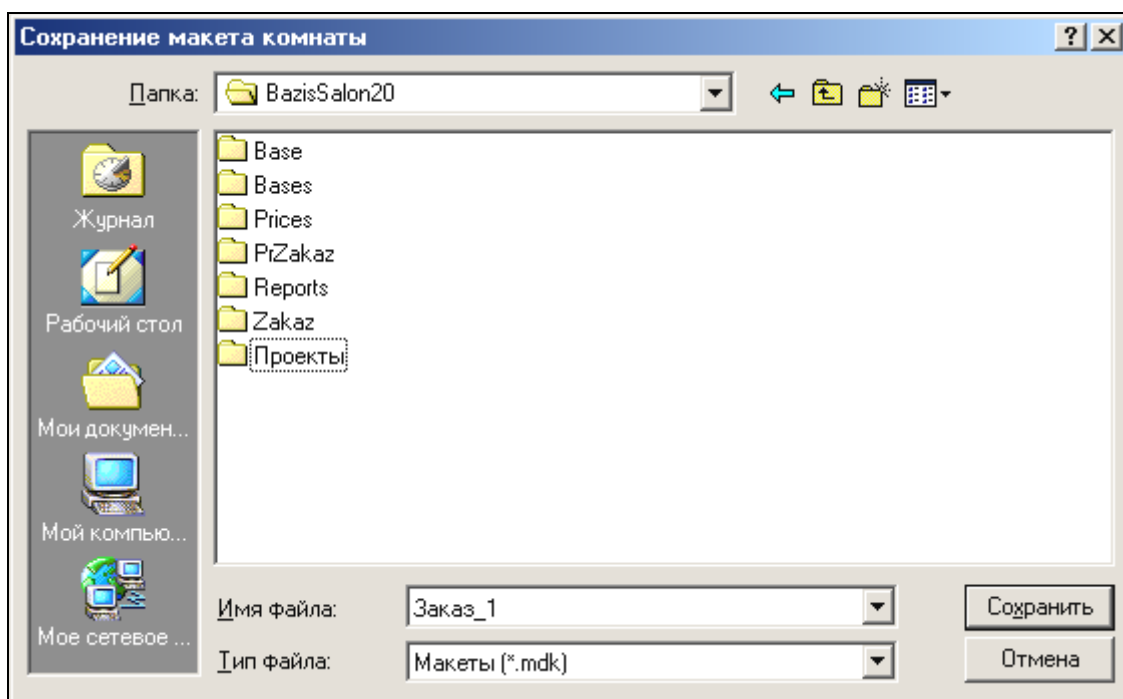 Сохранение макета комнаты
Папка: BazisSalon20
Base
Bases
Prices
PrZakaz
Reports
Zakaz
Проекты
Журнал
Рабочий стол
Мои докумен...
Мой компью...
Мое сетевое ...
Имя файла: Заказ_1 Сохранить
Тип файла: Макеты (*.mdk) Отмена